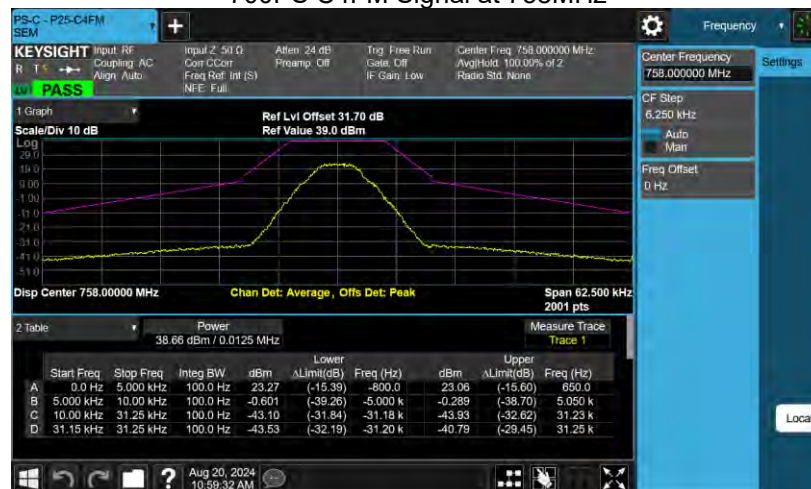 700PS C4FM Signal at 758MHz
PS-C - P25-C4FM
SEM
Frequency
KEYSIGHT Input: RF
Coupling: AC
Align: Auto
R T
LV PASS
Input Z: 50 Ω
Corr CCorr
Freq Ref: Int (S)
NFE: Full
Atten: 24 dB
Preamp: Off
Trig: Free Run
Gate: Off
IF Gain: Low
Center Freq: 758.000000 MHz
Avg|Hold: 100.00% of 2
Radio Std: None
Center Frequency
758.000000 MHz
Settings
CF Step
6.250 kHz
Auto
Man
Freq Offset
0 Hz
1 Graph
Scale/Div 10 dB
Ref Lvl Offset 31.70 dB
Ref Value 39.0 dBm
Log
29.0
19.0
9.00
-1.00
-11.0
-21.0
-31.0
-41.0
-51.0
Disp Center 758.00000 MHz
Chan Det: Average, Offs Det: Peak
Span 62.500 kHz
2001 pts
2 Table
Power
38.66 dBm / 0.0125 MHz
Measure Trace
Trace 1
Lower Upper
Start Freq Stop Freq Integ BW dBm ΔLimit(dB) Freq (Hz) dBm ΔLimit(dB) Freq (Hz)
A 0.0 Hz 5.000 kHz 100.0 Hz 23.27 (-15.39) -800.0 23.06 (-15.60) 650.0
B 5.000 kHz 10.00 kHz 100.0 Hz -0.601 (-39.26) -5.000 k -0.289 (-38.70) 5.050 k
C 10.00 kHz 31.25 kHz 100.0 Hz -43.10 (-31.84) -31.18 k -43.93 (-32.62) 31.23 k
D 31.15 kHz 31.25 kHz 100.0 Hz -43.53 (-32.19) -31.20 k -40.79 (-29.45) 31.25 k
Loca
Aug 20, 2024
10:59:32 AM